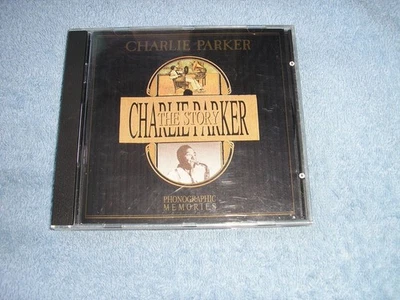 CHARLIE PARKER
THE STORY
CHARLIE PARKER
PHONOGRAPHIC
MEMORIES